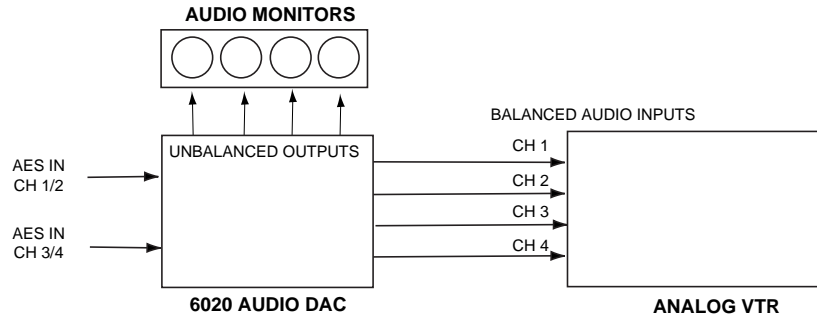 AUDIO MONITORS
BALANCED AUDIO INPUTS
UNBALANCED OUTPUTS
AES IN
CH 1/2
AES IN
CH 3/4
CH 1
CH 2
CH 3
CH 4
6020 AUDIO DAC
ANALOG VTR